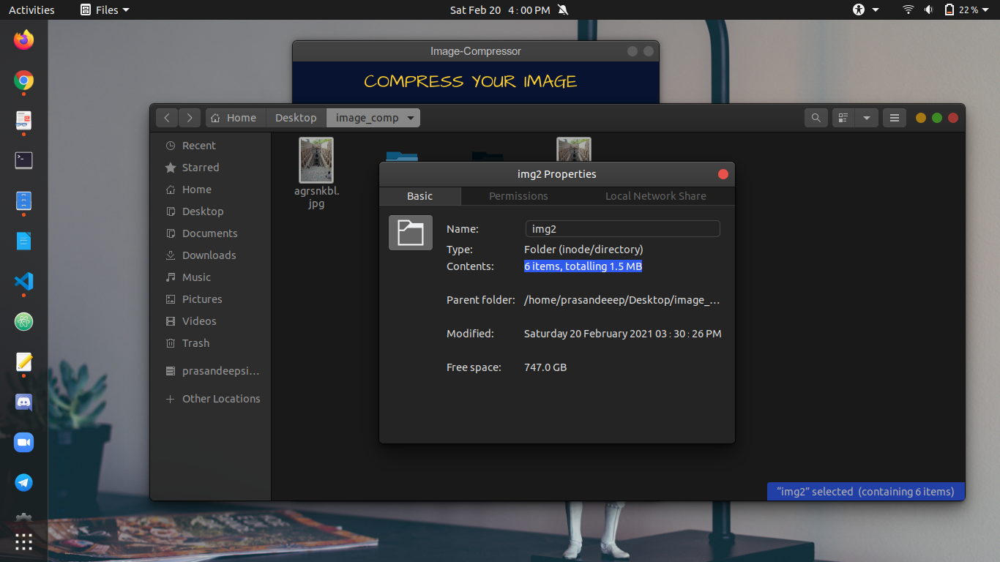 Activities
Files
Sat Feb 20 4 : 00 PM
22 %
Image-Compressor
COMPRESS YOUR IMAGE
Home
Desktop
image_comp
Recent
Starred
Home
Desktop
Documents
Downloads
Music
Pictures
Videos
Trash
prasandeepsi…
Other Locations
agrsnkbl.
jpg
img2 Properties
Basic
Permissions
Local Network Share
Name:
img2
Type:
Folder (inode/directory)
Contents:
6 items, totalling 1.5 MB
Parent folder:
/home/prasandeeep/Desktop/image_…
Modified:
Saturday 20 February 2021 03 : 30 : 26 PM
Free space:
747.0 GB
“img2” selected (containing 6 items)